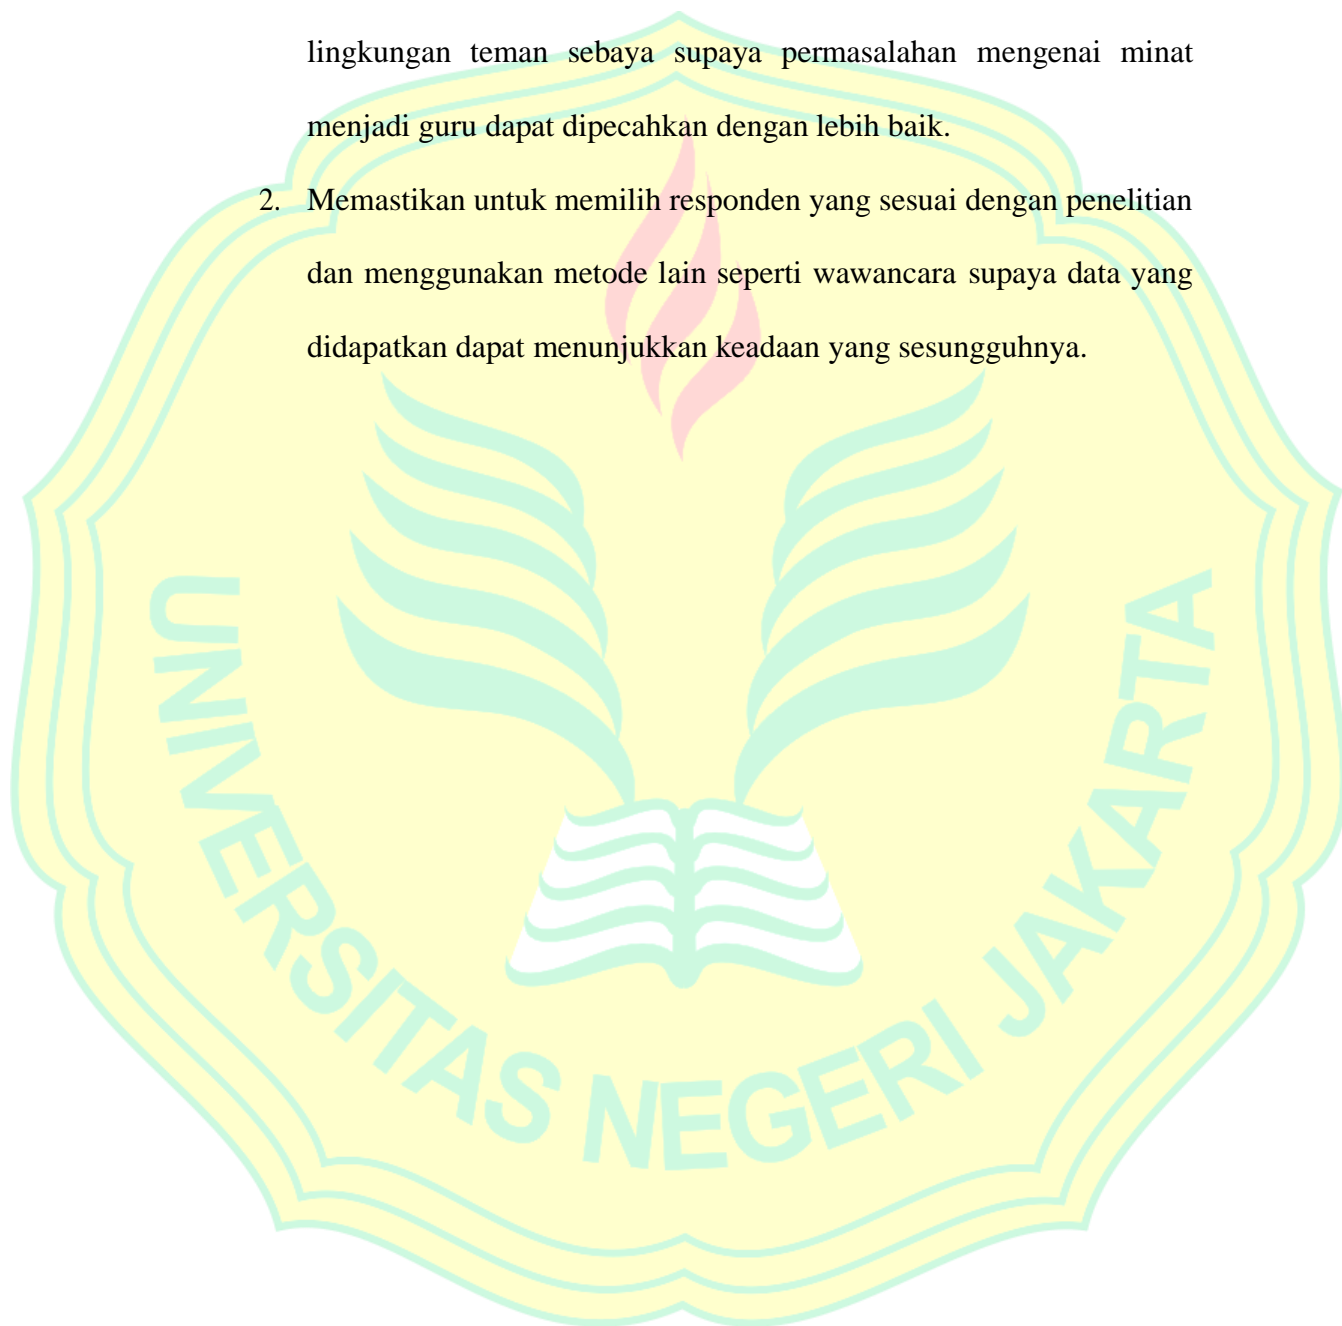 lingkungan teman sebaya supaya permasalahan mengenai minat
menjadi guru dapat dipecahkan dengan lebih baik.
2. Memastikan untuk memilih responden yang sesuai dengan penelitian
dan menggunakan metode lain seperti wawancara supaya data yang
didapatkan dapat menunjukkan keadaan yang sesungguhnya.
UNIVERSITAS NEGERI JAKARTA